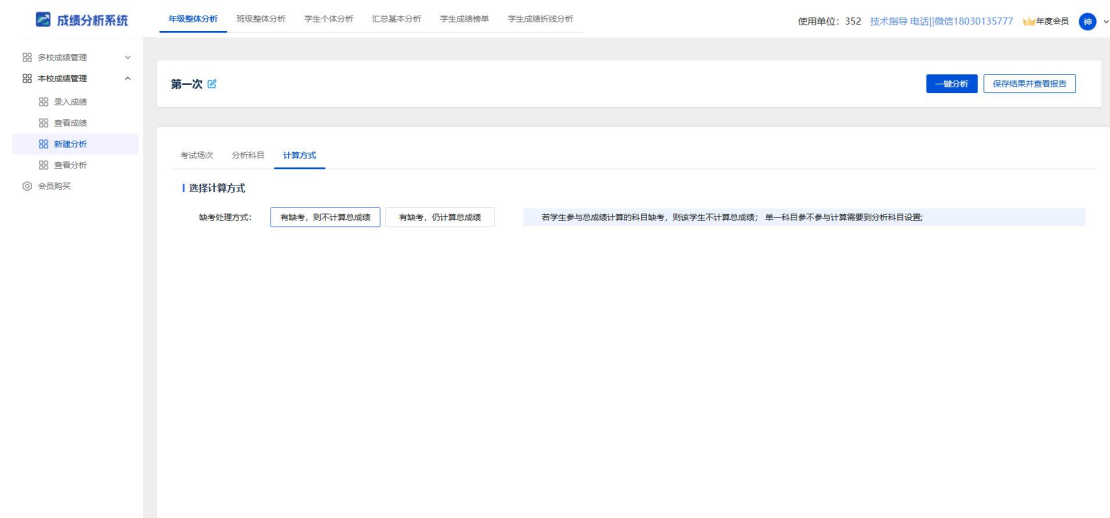 成绩分析系统
年级整体分析 班级整体分析 学生个体分析 汇总基本分析 学生成绩榜单 学生成绩折线分析
使用单位：352 技术指导 电话||微信18030135777 年度会员 神
多校成绩管理
本校成绩管理
录入成绩
查看成绩
新建分析
查看分析
会员购买
第一次
一键分析 保存结果并查看报告
考试场次 分析科目 计算方式
选择计算方式
缺考处理方式： 有缺考，则不计算总成绩 有缺考，仍计算总成绩 若学生参与总成绩计算的科目缺考，则该学生不计算总成绩； 单一科目参不参与计算需要到分析科目设置;